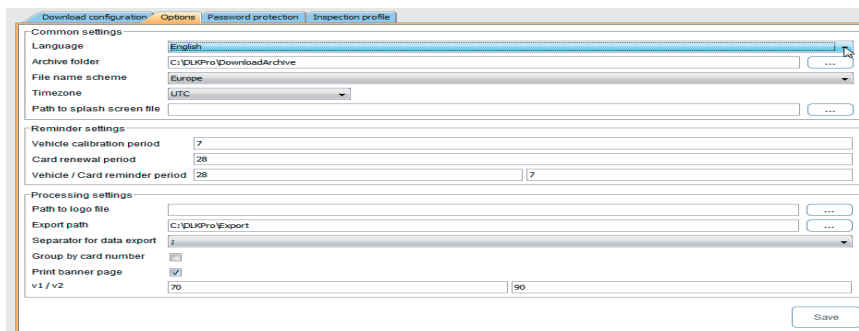 Download configuration Options Password protection Inspection profile
Common settings
Language English
Archive folder C:\DLKPro\DownloadArchive ...
File name scheme Europe
Timezone UTC
Path to splash screen file ...
Reminder settings
Vehicle calibration period 7
Card renewal period 28
Vehicle / Card reminder period 28 7
Processing settings
Path to logo file ...
Export path C:\DLKPro\Export ...
Separator for data export ;
Group by card number
Print banner page
v1 / v2 70 90
Save